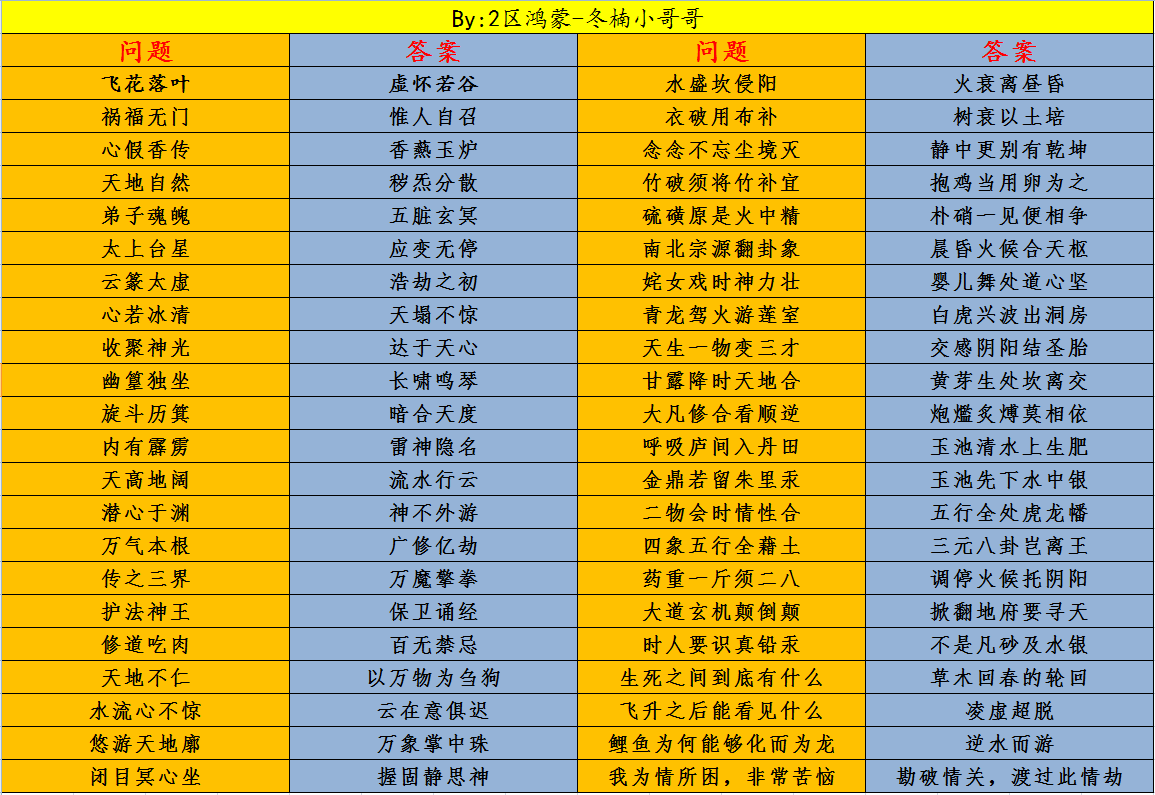 By:2区鸿蒙-冬楠小哥哥
问题 答案 问题 答案
飞花落叶 虚怀若谷 水盛坎侵阳 火衰离昼昏
祸福无门 惟人自召 衣破用布补 树衰以土培
心假香传 香爇玉炉 念念不忘尘境灭 静中更别有乾坤
天地自然 秽炁分散 竹破须将竹补宜 抱鸡当用卵为之
弟子魂魄 五脏玄冥 硫磺原是火中精 朴硝一见便相争
太上台星 应变无停 南北宗源翻卦象 晨昏火候合天枢
云篆太虚 浩劫之初 姹女戏时神力壮 婴儿舞处道心坚
心若冰清 天塌不惊 青龙驾火游莲室 白虎兴波出洞房
收聚神光 达于天心 天生一物变三才 交感阴阳结圣胎
幽篁独坐 长啸鸣琴 甘露降时天地合 黄芽生处坎离交
旋斗历箕 暗合天度 大凡修合看顺逆 炮爁炙煿莫相依
内有霹雳 雷神隐名 呼吸庐间入丹田 玉池清水上生肥
天高地阔 流水行云 金鼎若留朱里汞 玉池先下水中银
潜心于渊 神不外游 二物会时情性合 五行全处虎龙幡
万气本根 广修亿劫 四象五行全藉土 三元八卦岂离王
传之三界 万魔擎拳 药重一斤须二八 调停火候托阴阳
护法神王 保卫诵经 大道玄机颠倒颠 掀翻地府要寻天
修道吃肉 百无禁忌 时人要识真铅汞 不是凡砂及水银
天地不仁 以万物为刍狗 生死之间到底有什么 草木回春的轮回
水流心不惊 云在意俱迟 飞升之后能看见什么 凌虚超脱
悠游天地廓 万象掌中珠 鲤鱼为何能够化而为龙 逆水而游
闭目冥心坐 握固静思神 我为情所困，非常苦恼 勘破情关，渡过此情劫